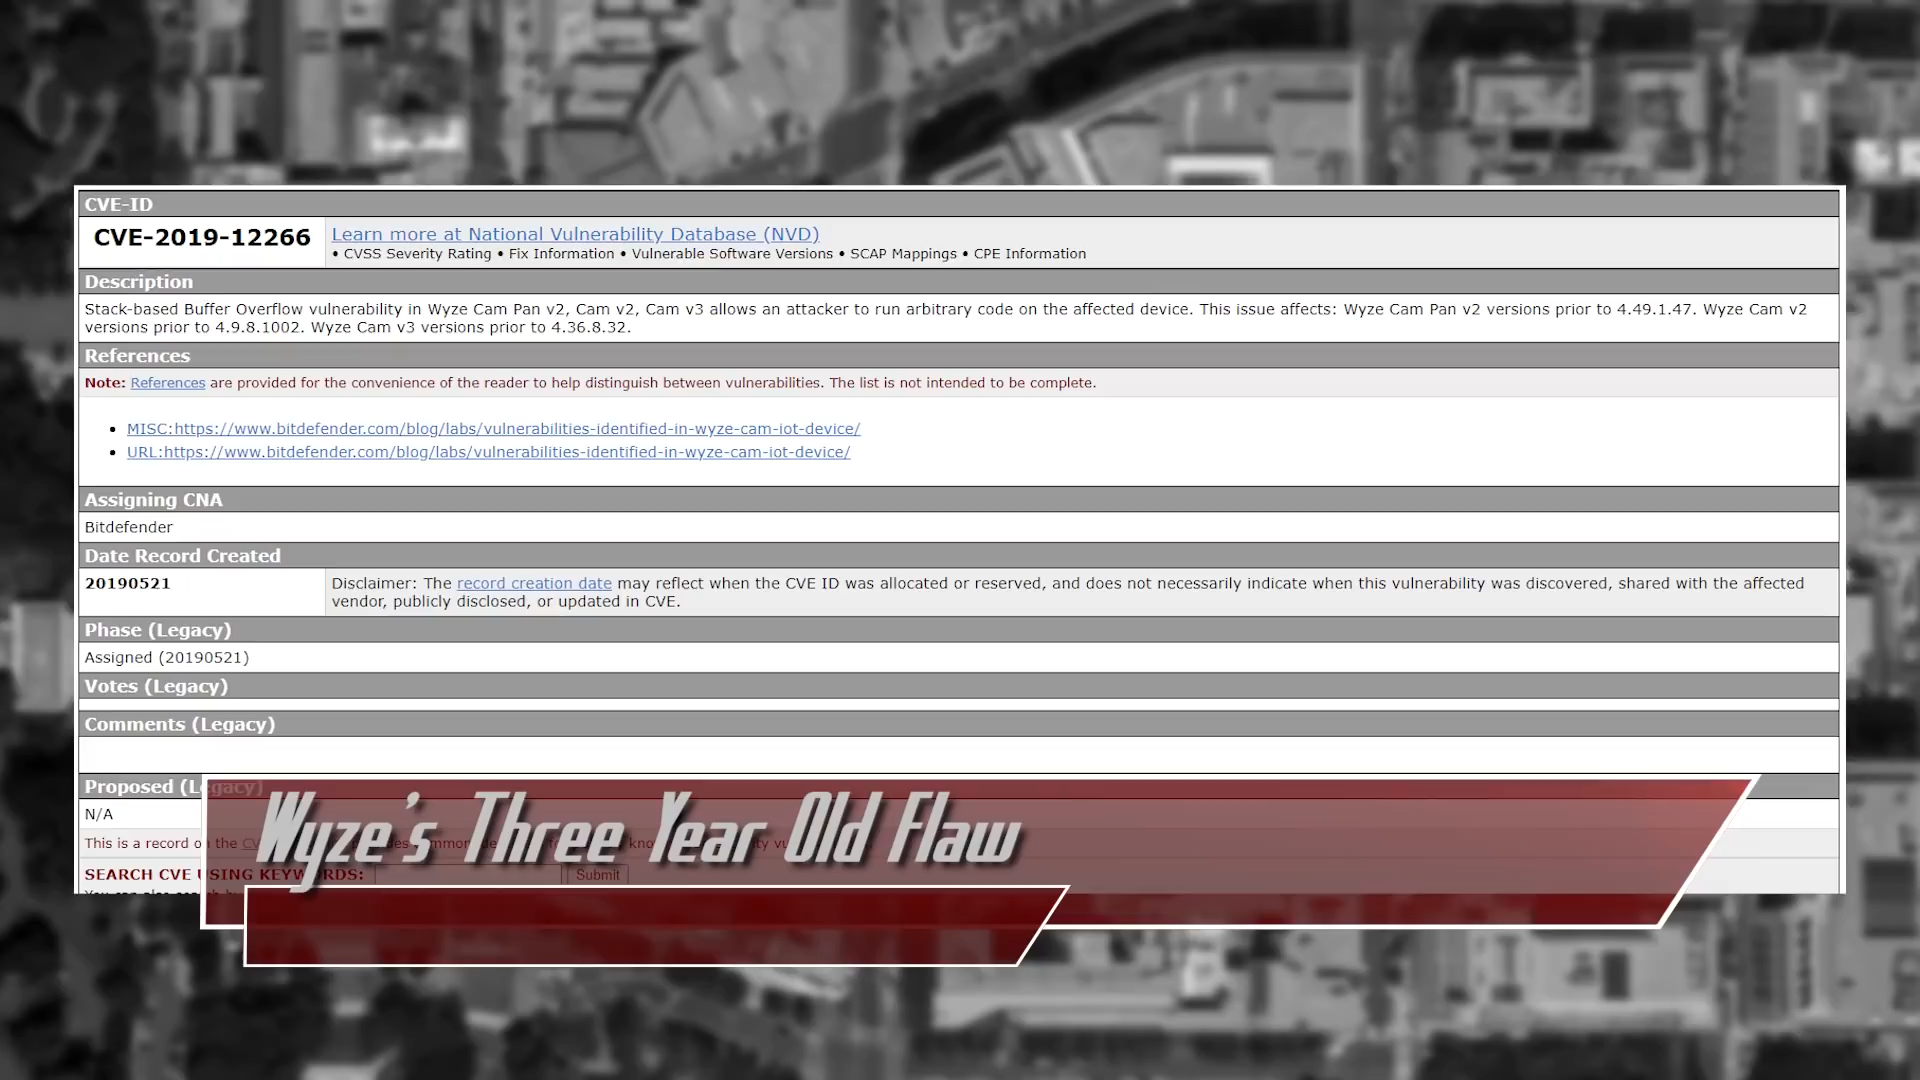 CVE-ID
CVE-2019-12266
Learn more at National Vulnerability Database (NVD)
• CVSS Severity Rating • Fix Information • Vulnerable Software Versions • SCAP Mappings • CPE Information
Description
Stack-based Buffer Overflow vulnerability in Wyze Cam Pan v2, Cam v2, Cam v3 allows an attacker to run arbitrary code on the affected device. This issue affects: Wyze Cam Pan v2 versions prior to 4.49.1.47. Wyze Cam v2
versions prior to 4.9.8.1002. Wyze Cam v3 versions prior to 4.36.8.32.
References
Note: References are provided for the convenience of the reader to help distinguish between vulnerabilities. The list is not intended to be complete.
• MISC:https://www.bitdefender.com/blog/labs/vulnerabilities-identified-in-wyze-cam-iot-device/
• URL:https://www.bitdefender.com/blog/labs/vulnerabilities-identified-in-wyze-cam-iot-device/
Assigning CNA
Bitdefender
Date Record Created
20190521
Disclaimer: The record creation date may reflect when the CVE ID was allocated or reserved, and does not necessarily indicate when this vulnerability was discovered, shared with the affected
vendor, publicly disclosed, or updated in CVE.
Phase (Legacy)
Assigned (20190521)
Votes (Legacy)
Comments (Legacy)
Proposed (Legacy)
N/A
This is a record on the
Wyze's Three Year Old Flaw
SEARCH CVE USING KEYWORDS:
Submit